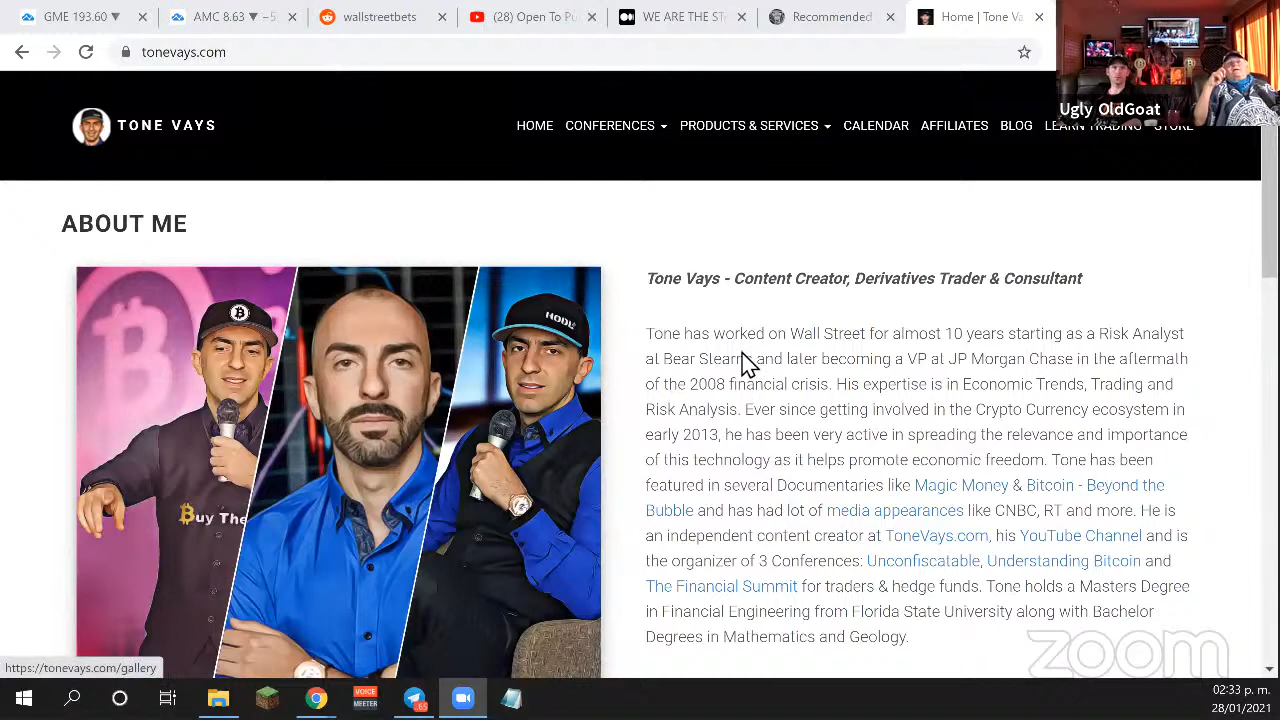 GME 193.60 ▼
AMC 8.63 ▼ -5
wallstreetbets
(28) Open To Pu
WE ARE THE ST
Recommended
Home | Tone Va
tonevays.com
Ugly OldGoat
TONE VAYS
HOME CONFERENCES PRODUCTS & SERVICES CALENDAR AFFILIATES BLOG LEARN TRADING STORE
ABOUT ME
Tone Vays - Content Creator, Derivatives Trader & Consultant
Tone has worked on Wall Street for almost 10 years starting as a Risk Analyst
at Bear Stearns and later becoming a VP at JP Morgan Chase in the aftermath
of the 2008 financial crisis. His expertise is in Economic Trends, Trading and
Risk Analysis. Ever since getting involved in the Crypto Currency ecosystem in
early 2013, he has been very active in spreading the relevance and importance
of this technology as it helps promote economic freedom. Tone has been
featured in several Documentaries like Magic Money & Bitcoin - Beyond the
Bubble and has had lot of media appearances like CNBC, RT and more. He is
an independent content creator at ToneVays.com, his YouTube Channel and is
the organizer of 3 Conferences: Unconfiscatable, Understanding Bitcoin and
The Financial Summit for traders & hedge funds. Tone holds a Masters Degree
in Financial Engineering from Florida State University along with Bachelor
Degrees in Mathematics and Geology.
HODL
Buy The
zoom
https://tonevays.com/gallery
VOICE
MEETER
65
02:33 p. m.
28/01/2021